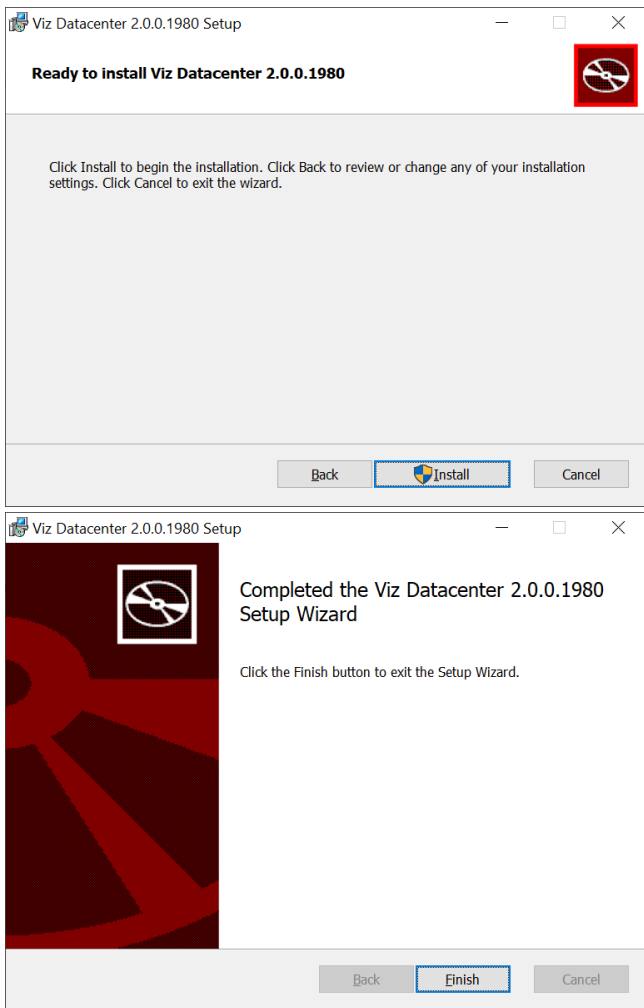 Viz Datacenter 2.0.0.1980 Setup
Ready to install Viz Datacenter 2.0.0.1980
Click Install to begin the installation. Click Back to review or change any of your installation
settings. Click Cancel to exit the wizard.
Back Install Cancel
Viz Datacenter 2.0.0.1980 Setup
Completed the Viz Datacenter 2.0.0.1980
Setup Wizard
Click the Finish button to exit the Setup Wizard.
Back Finish Cancel